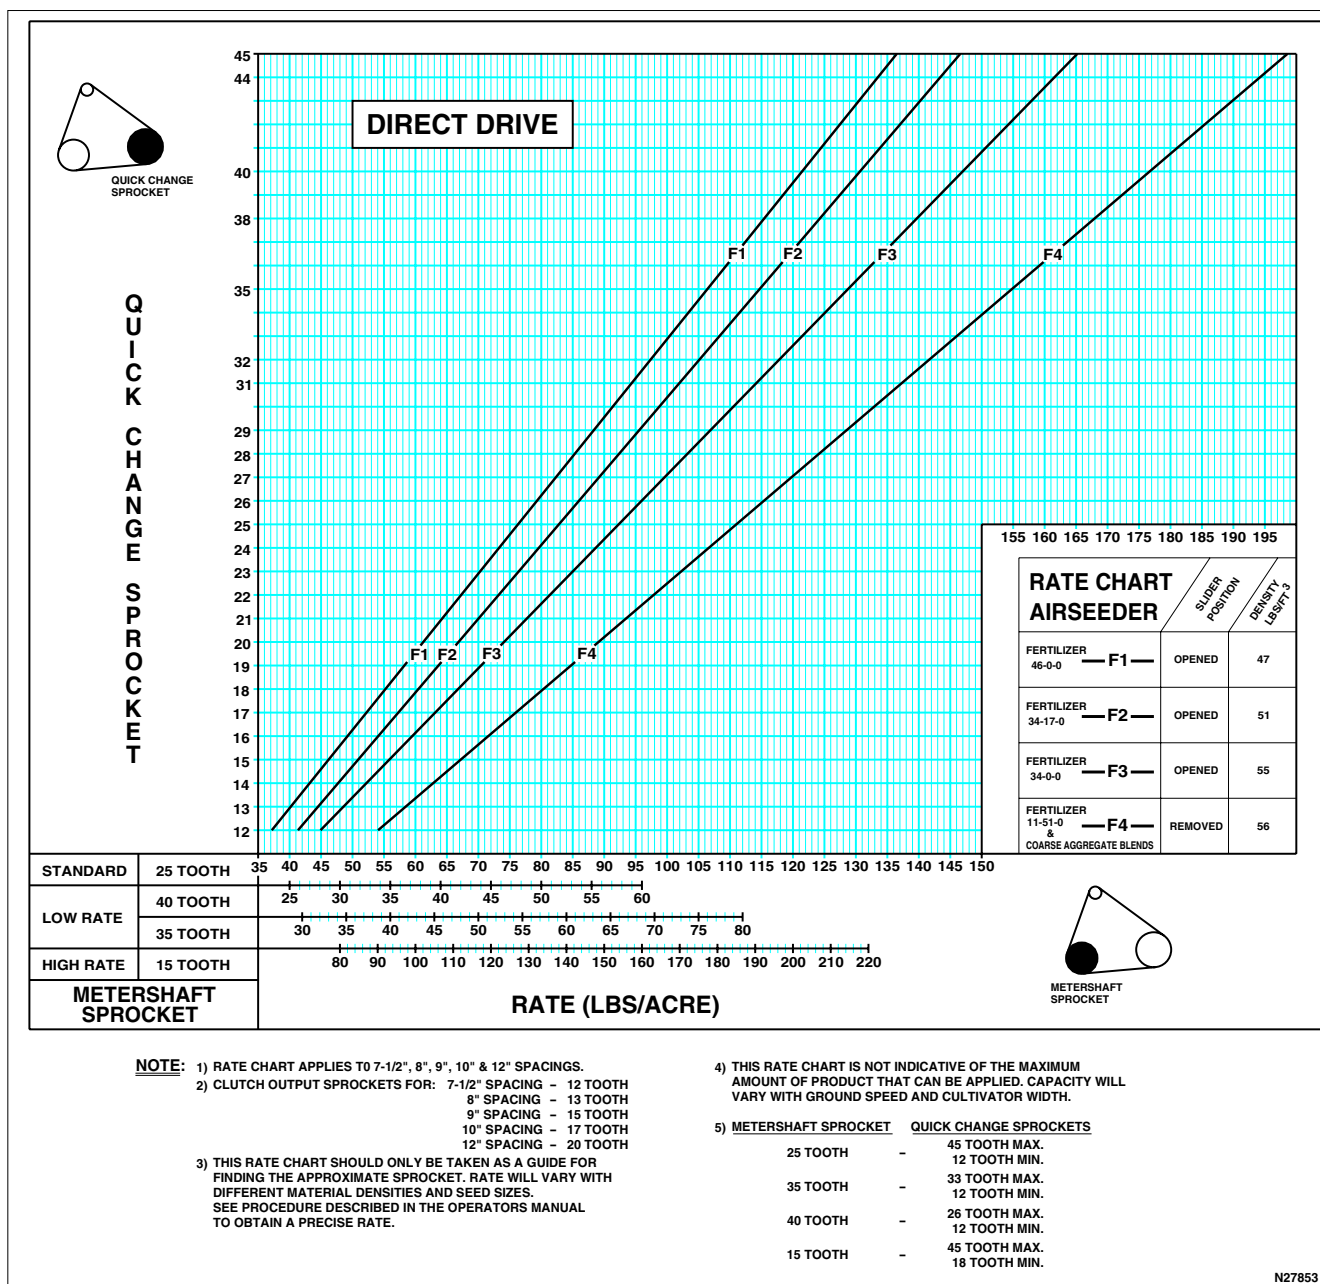 45
44
40
38
35
32
31
29
28
27
26
25
24
23
22
21
20
19
18
17
16
15
14
13
12
DIRECT DRIVE
QUICK CHANGE
SPROCKET
QUICK CHANGE SPROCKET
F1 F2 F3 F4
F1 F2 F3 F4
155 160 165 170 175 180 185 190 195
RATE CHART
AIRSEEDER
SLIDER
POSITION
DENSITY
LBS/FT 3
FERTILIZER
46-0-0 F1 OPENED 47
FERTILIZER
34-17-0 F2 OPENED 51
FERTILIZER
34-0-0 F3 OPENED 55
FERTILIZER
11-51-0 F4 REMOVED 56
&
COARSE AGGREGATE BLENDS
STANDARD 25 TOOTH 35 40 45 50 55 60 65 70 75 80 85 90 95 100 105 110 115 120 125 130 135 140 145 150
LOW RATE
40 TOOTH 25 30 35 40 45 50 55 60
35 TOOTH 30 35 40 45 50 55 60 65 70 75 80
HIGH RATE 15 TOOTH 80 90 100 110 120 130 140 150 160 170 180 190 200 210 220
METERSHAFT
SPROCKET
RATE (LBS/ACRE)
METERSHAFT
SPROCKET
NOTE: 1) RATE CHART APPLIES T0 7-1/2", 8", 9", 10" & 12" SPACINGS.
2) CLUTCH OUTPUT SPROCKETS FOR: 7-1/2" SPACING – 12 TOOTH
8" SPACING – 13 TOOTH
9" SPACING – 15 TOOTH
10" SPACING – 17 TOOTH
12" SPACING – 20 TOOTH
3) THIS RATE CHART SHOULD ONLY BE TAKEN AS A GUIDE FOR
FINDING THE APPROXIMATE SPROCKET. RATE WILL VARY WITH
DIFFERENT MATERIAL DENSITIES AND SEED SIZES.
SEE PROCEDURE DESCRIBED IN THE OPERATORS MANUAL
TO OBTAIN A PRECISE RATE.
4) THIS RATE CHART IS NOT INDICATIVE OF THE MAXIMUM
AMOUNT OF PRODUCT THAT CAN BE APPLIED. CAPACITY WILL
VARY WITH GROUND SPEED AND CULTIVATOR WIDTH.
5) METERSHAFT SPROCKET QUICK CHANGE SPROCKETS
25 TOOTH – 45 TOOTH MAX.
12 TOOTH MIN.
35 TOOTH – 33 TOOTH MAX.
12 TOOTH MIN.
40 TOOTH – 26 TOOTH MAX.
12 TOOTH MIN.
15 TOOTH – 45 TOOTH MAX.
18 TOOTH MIN.
N27853